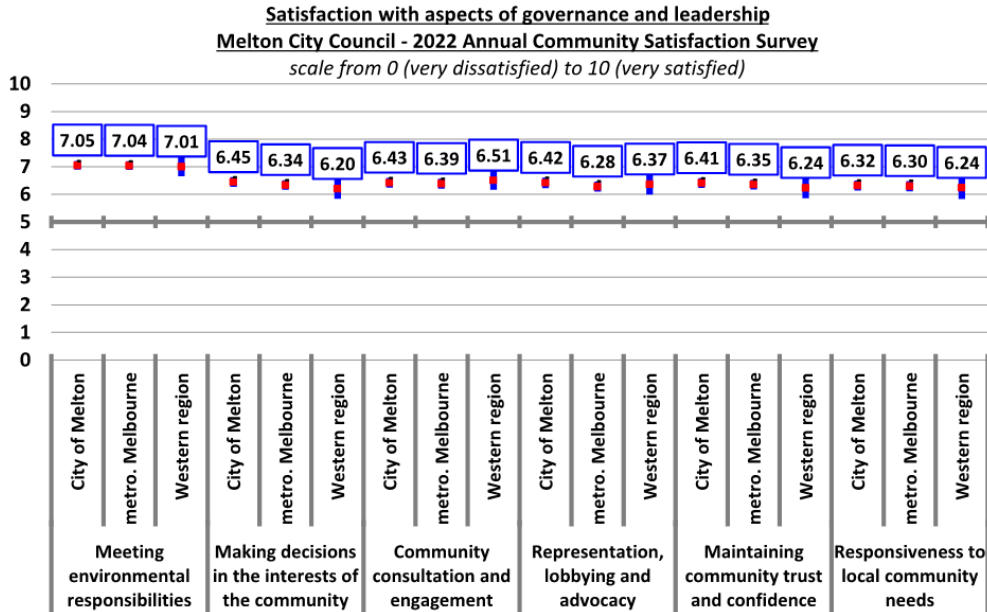 Satisfaction with aspects of governance and leadership
Melton City Council - 2022 Annual Community Satisfaction Survey
scale from 0 (very dissatisfied) to 10 (very satisfied)
10
9
8
7
6
5
4
3
2
1
0
7.05 7.04 7.01 6.45 6.34 6.20 6.43 6.39 6.51 6.42 6.28 6.37 6.41 6.35 6.24 6.32 6.30 6.24
City of Melton
metro. Melbourne
Western region
City of Melton
metro. Melbourne
Western region
City of Melton
metro. Melbourne
Western region
City of Melton
metro. Melbourne
Western region
City of Melton
metro. Melbourne
Western region
City of Melton
metro. Melbourne
Western region
Meeting
environmental
responsibilities
Making decisions
in the interests of
the community
Community
consultation and
engagement
Representation,
lobbying and
advocacy
Maintaining
community trust
and confidence
Responsiveness to
local community
needs